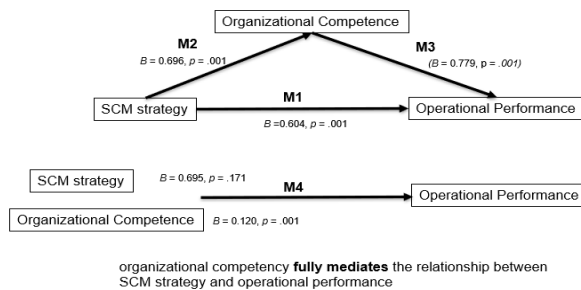 Organizational Competence
M2
B = 0.696, p = .001
M3
(B = 0.779, p = .001)
M1
SCM strategy
Operational Performance
B =0.604, p = .001
SCM strategy
B = 0.695, p = .171
M4
Operational Performance
Organizational Competence
B = 0.120, p = .001
organizational competency fully mediates the relationship between
SCM strategy and operational performance